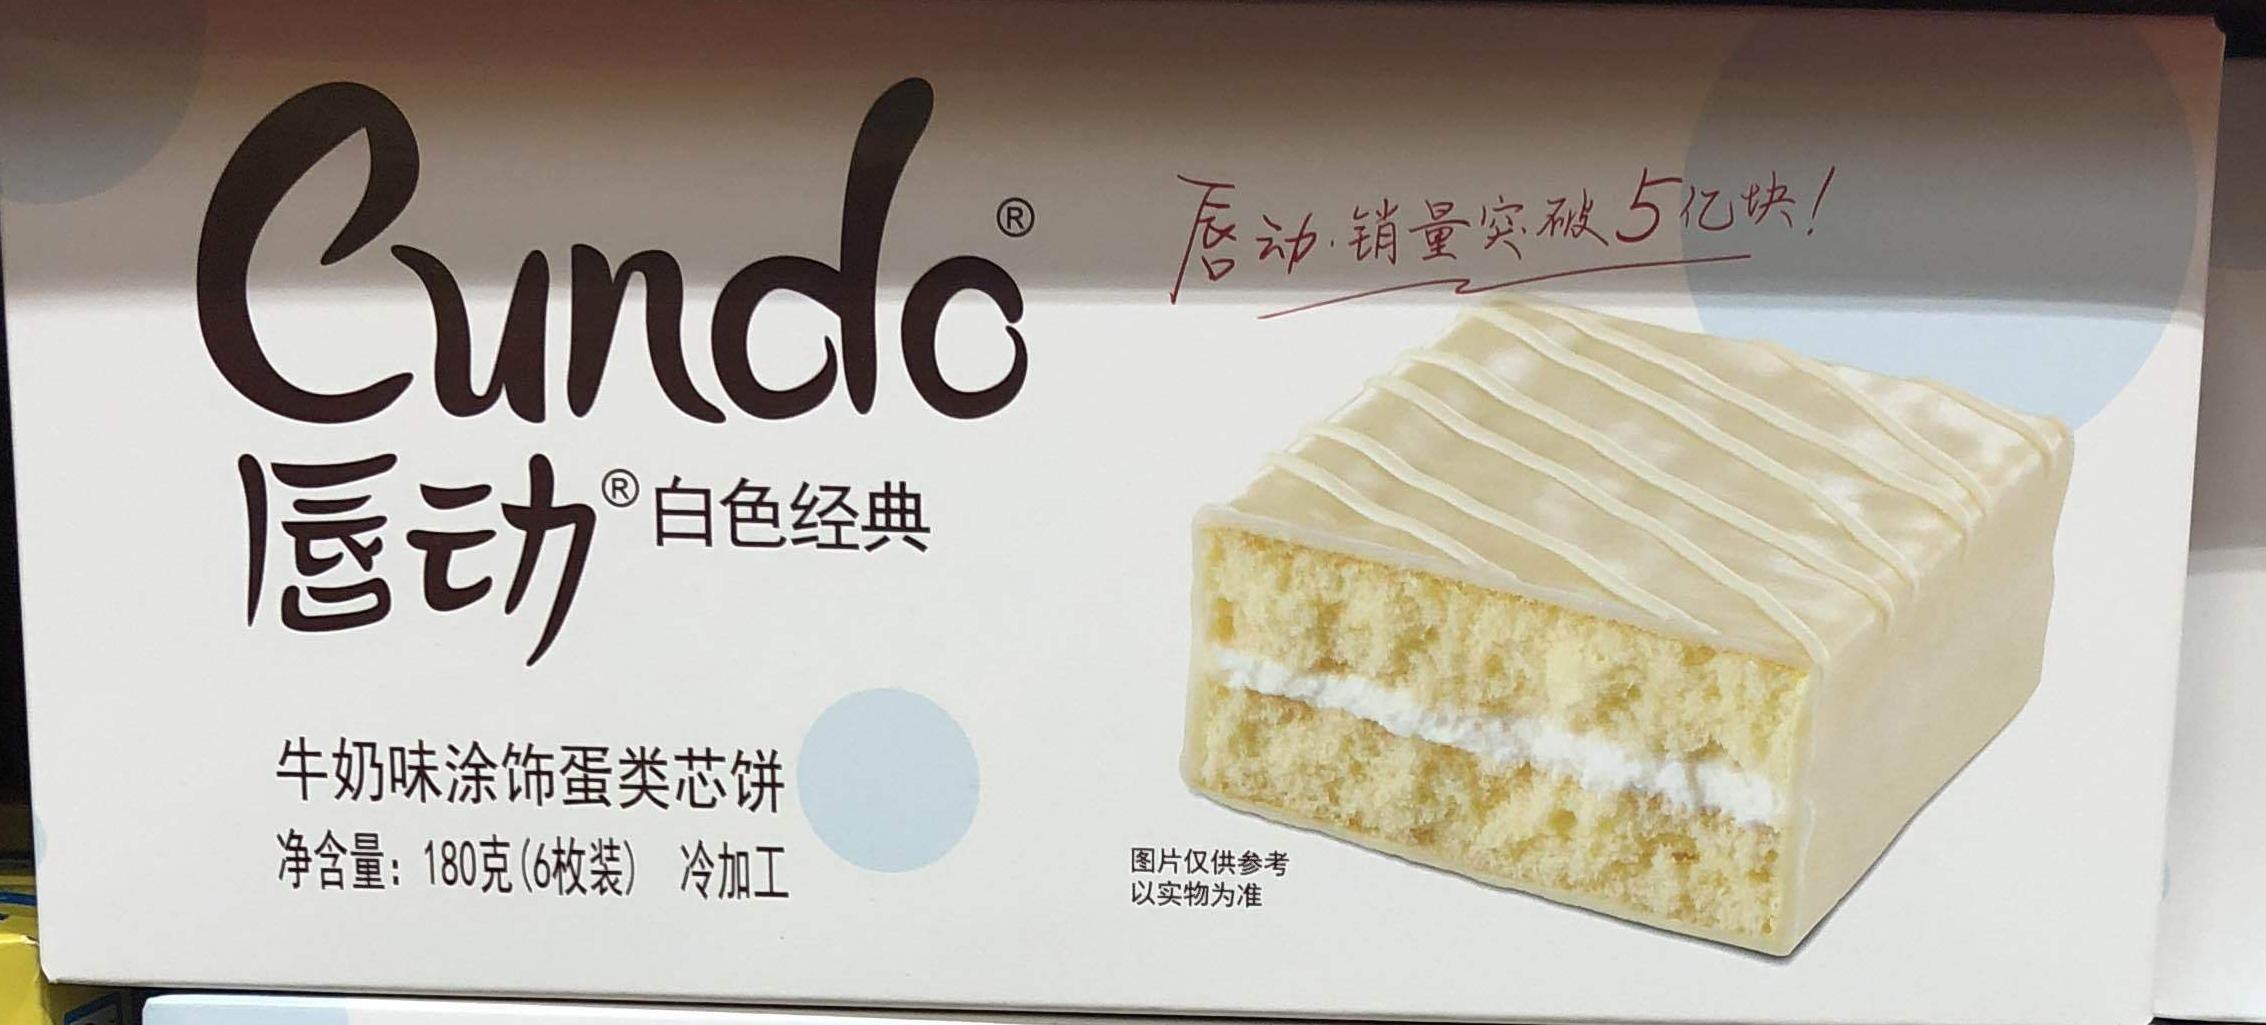 Cundo®
唇动®白色经典
唇动·销量突破5亿块!
牛奶味涂饰蛋类芯饼
净含量：180克(6枚装) 冷加工
图片仅供参考
以实物为准